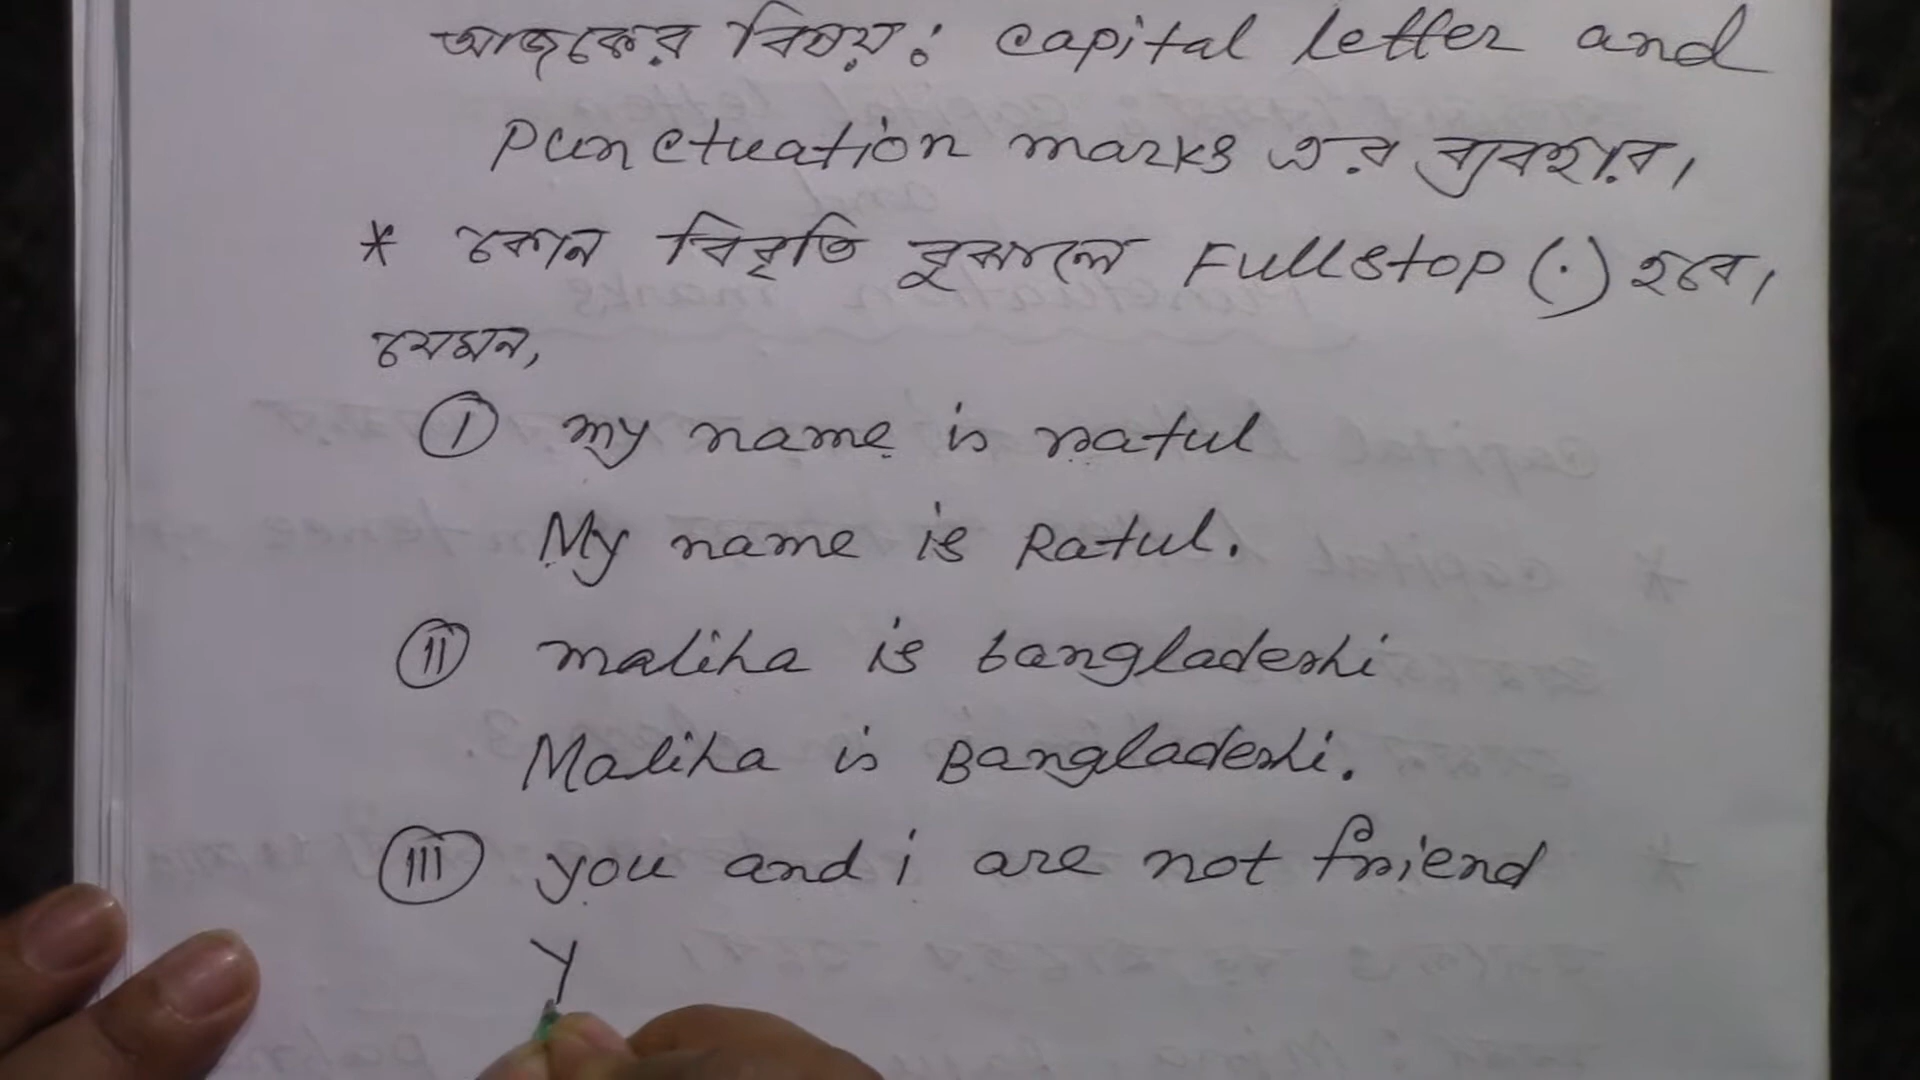 আজকের বিষয়: capital letter and
Punctuation marks এর ব্যবহার।
* কোন বিবৃতি বুঝালে Fullstop (.) হবে।
যেমন,
(i) my name is ratul
My name is Ratul.
(ii) maliha is bangladeshi
Maliha is Bangladeshi.
(iii) you and i are not friend
Y